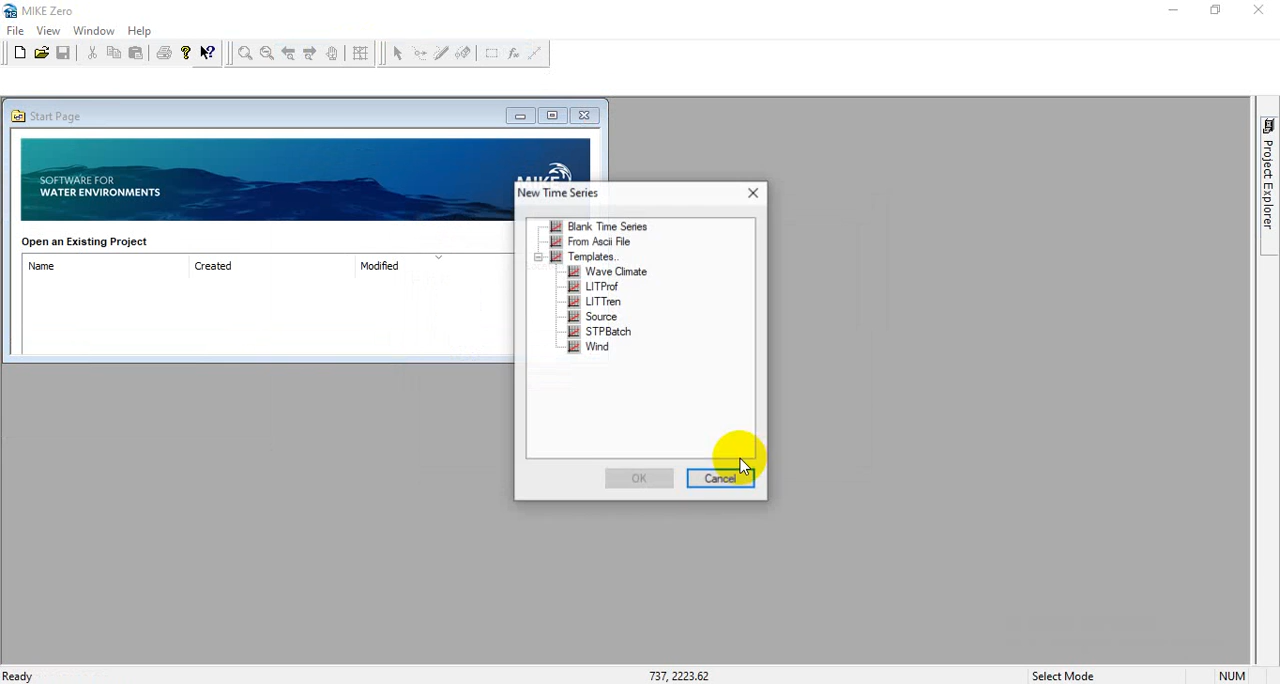 MIKE Zero
File View Window Help
Start Page
SOFTWARE FOR
WATER ENVIRONMENTS
Open an Existing Project
Name Created Modified
New Time Series
Blank Time Series
From Ascii File
Templates..
Wave Climate
LITProf
LITTren
Source
STPBatch
Wind
OK Cancel
Project Explorer
Ready 737, 2223.62 Select Mode NUM